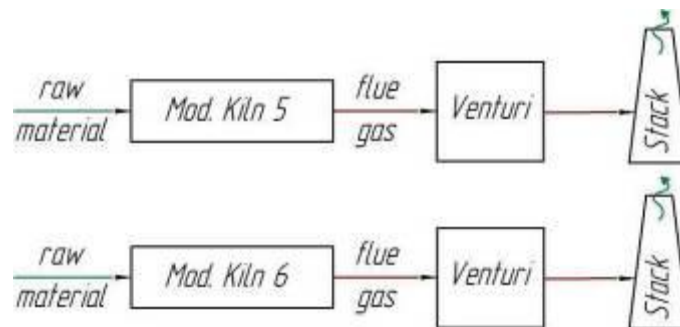 raw
material
Mod. Kiln 5
flue
gas
Venturi
Stack
raw
material
Mod. Kiln 6
flue
gas
Venturi
Stack